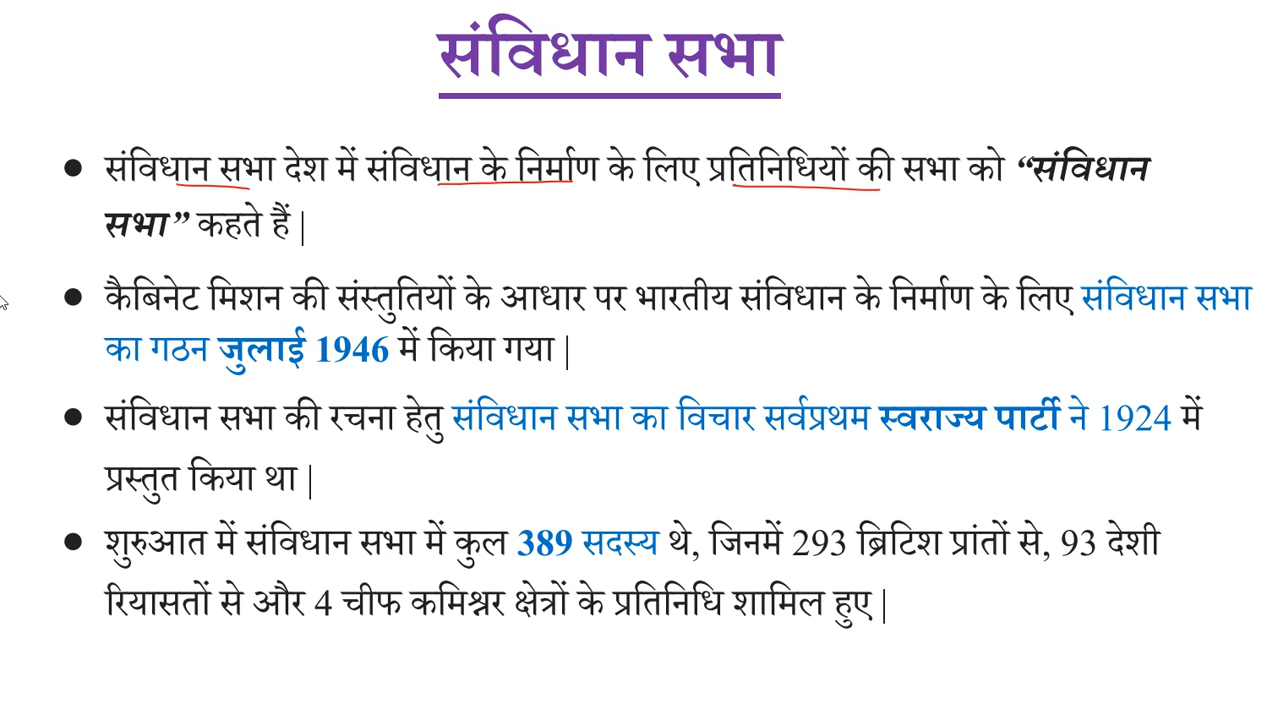 संविधान सभा
● संविधान सभा देश में संविधान के निर्माण के लिए प्रतिनिधियों की सभा को “संविधान
सभा” कहते हैं |
● कैबिनेट मिशन की संस्तुतियों के आधार पर भारतीय संविधान के निर्माण के लिए संविधान सभा
का गठन जुलाई 1946 में किया गया |
● संविधान सभा की रचना हेतु संविधान सभा का विचार सर्वप्रथम स्वराज्य पार्टी ने 1924 में
प्रस्तुत किया था |
● शुरुआत में संविधान सभा में कुल 389 सदस्य थे, जिनमें 293 ब्रिटिश प्रांतों से, 93 देशी
रियासतों से और 4 चीफ कमिश्नर क्षेत्रों के प्रतिनिधि शामिल हुए |